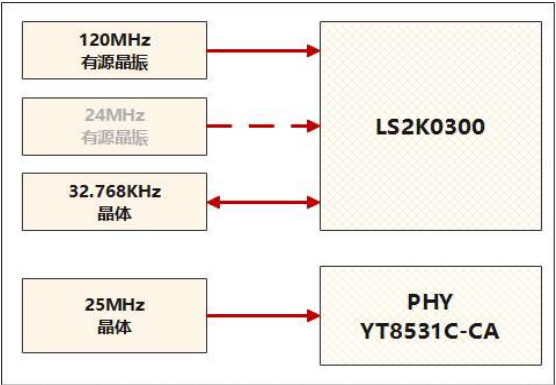 120MHz
有源晶振
24MHz
有源晶振
LS2K0300
32.768KHz
晶体
25MHz
晶体
PHY
YT8531C-CA